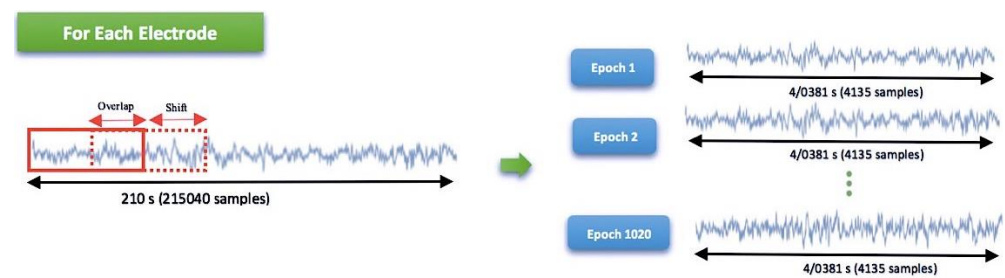 For Each Electrode
Overlap
Shift
210 s (215040 samples)
Epoch 1
4/0381 s (4135 samples)
Epoch 2
4/0381 s (4135 samples)
Epoch 1020
4/0381 s (4135 samples)